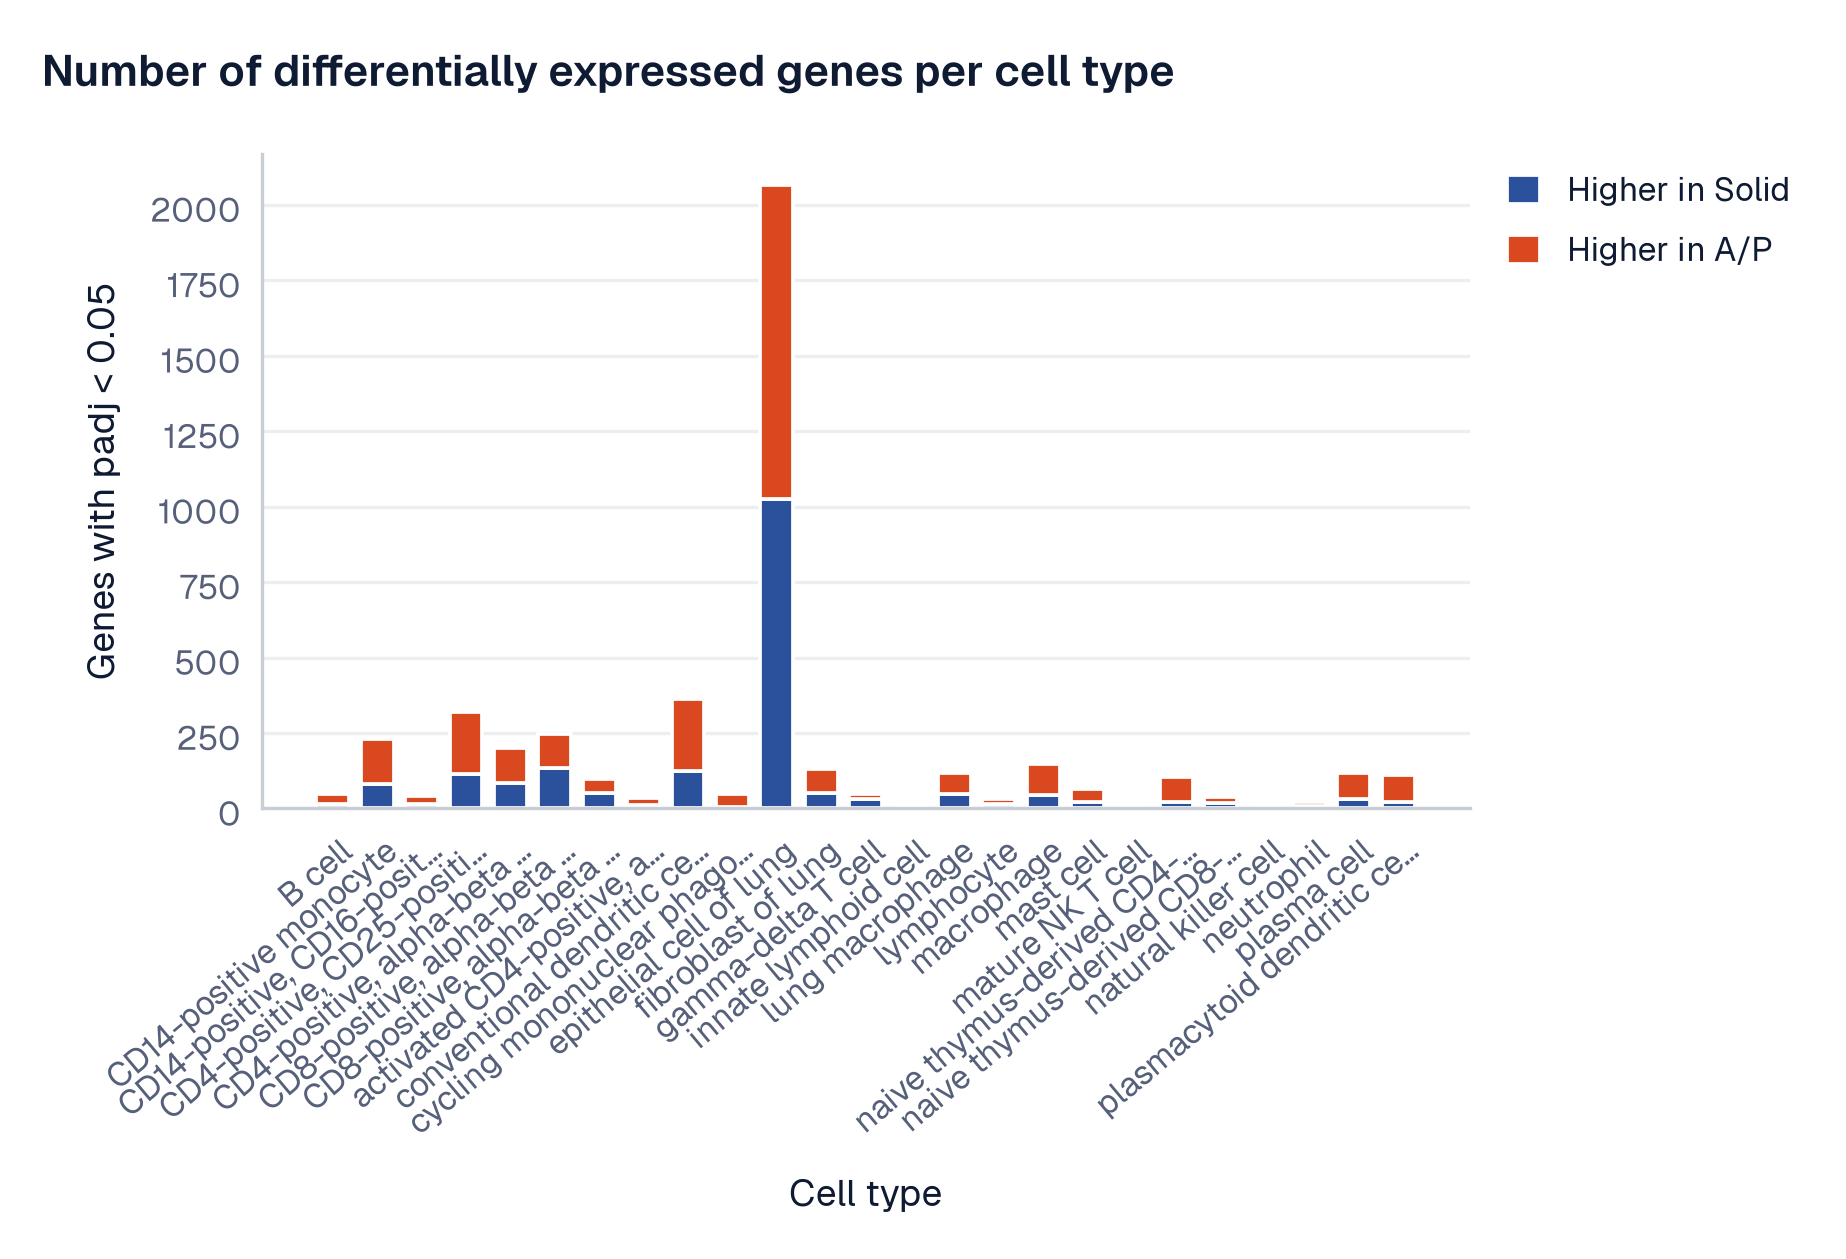 Number of differentially expressed genes per cell type
Higher in Solid
Higher in A/P
Genes with padj < 0.05
2000
1750
1500
1250
1000
750
500
250
0
B cell
CD14-positive monocyte
CD14-positive, CD16-posit...
CD4-positive, CD25-positi...
CD4-positive, alpha-beta ...
CD8-positive, alpha-beta ...
CD8-positive, alpha-beta ...
activated CD4-positive, a...
conventional dendritic ce...
cycling mononuclear phago...
epithelial cell of lung
fibroblast of lung
gamma-delta T cell
innate lymphoid cell
lung macrophage
lymphocyte
macrophage
mast cell
mature NK T cell
naive thymus-derived CD4-...
naive thymus-derived CD8-...
natural killer cell
neutrophil
plasma cell
plasmacytoid dendritic ce...
Cell type